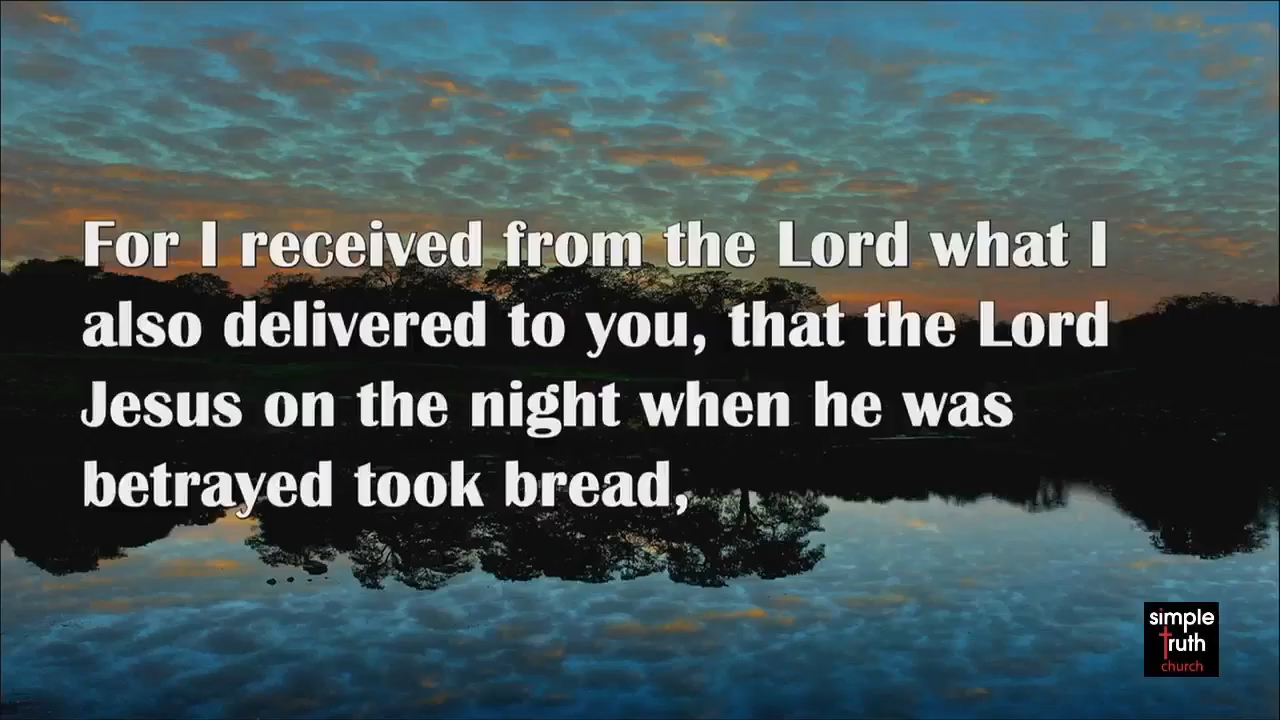 For I received from the Lord what I
also delivered to you, that the Lord
Jesus on the night when he was
betrayed took bread,
simple
truth
church